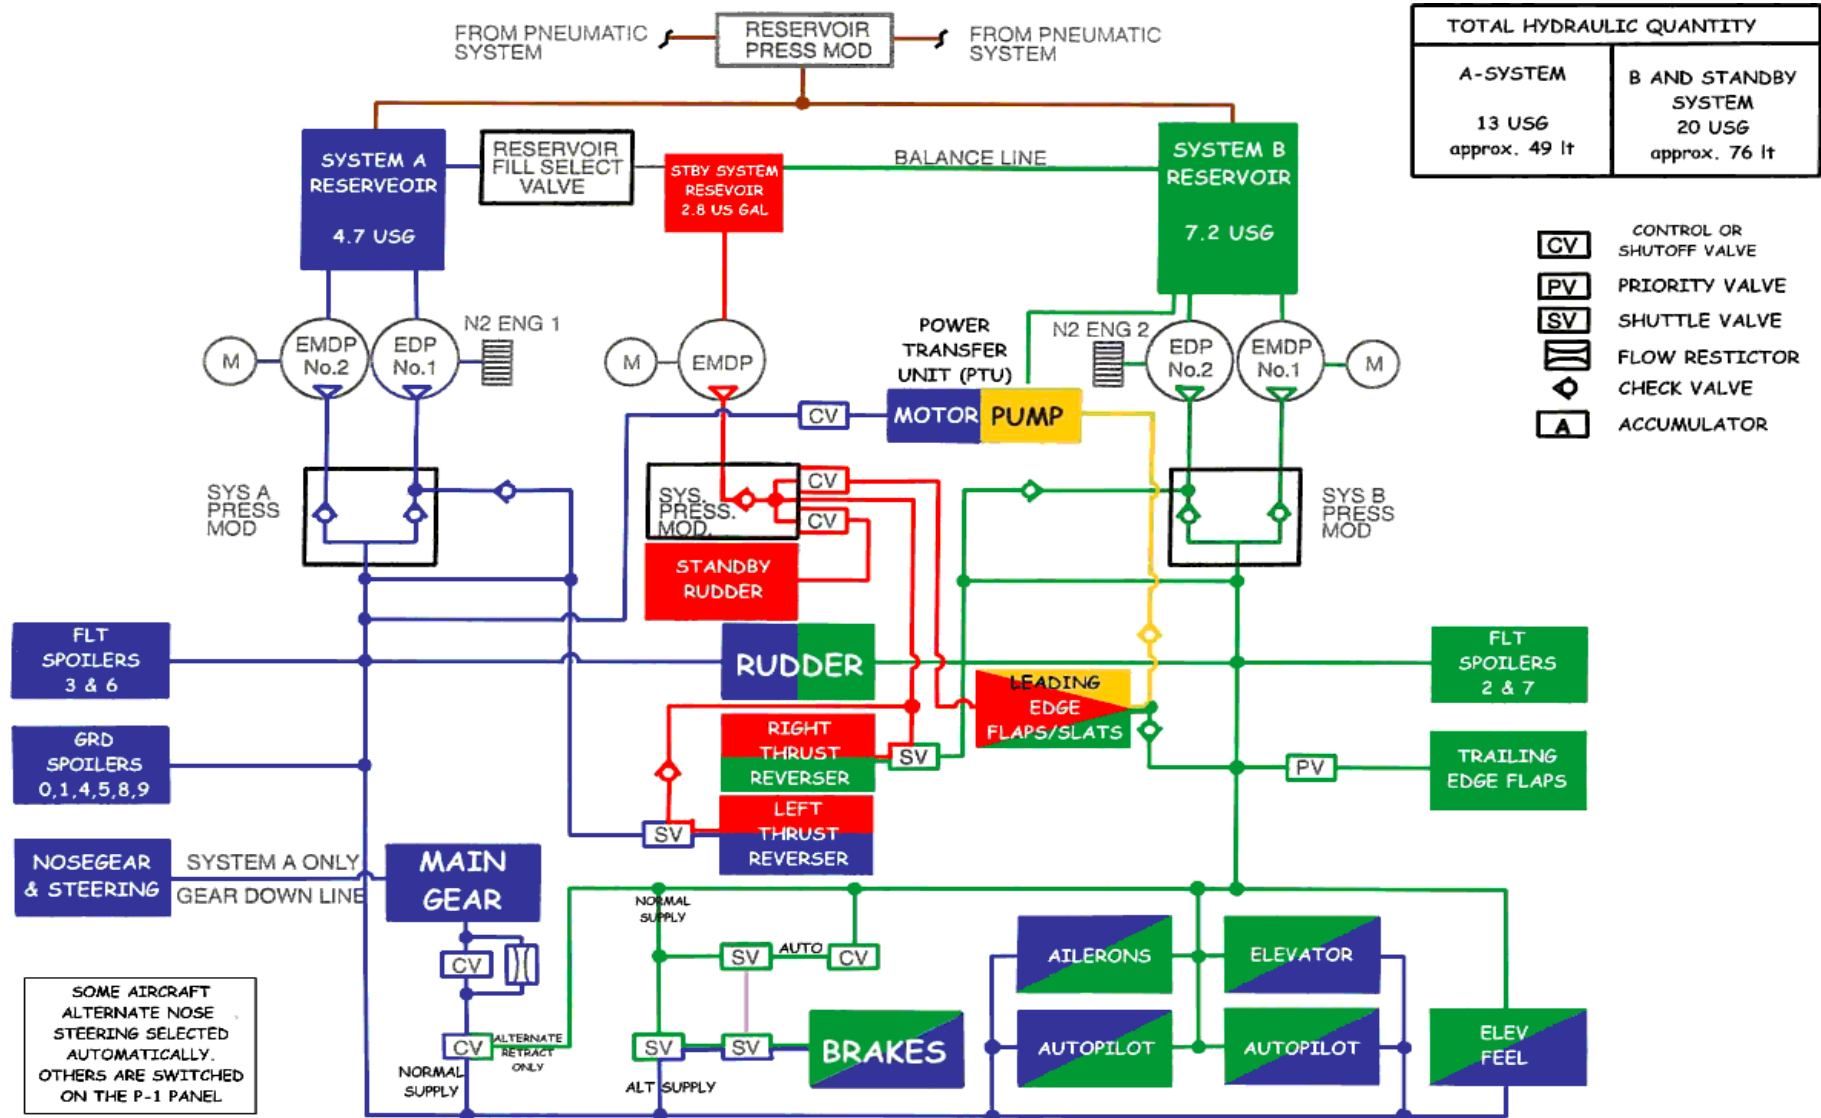 FROM PNEUMATIC
SYSTEM
RESERVOIR
PRESS MOD
FROM PNEUMATIC
SYSTEM
TOTAL HYDRAULIC QUANTITY
A-SYSTEM
13 USG
approx. 49 lt
B AND STANDBY
SYSTEM
20 USG
approx. 76 lt
SYSTEM A
RESERVEOIR
4.7 USG
RESERVOIR
FILL SELECT
VALVE
STBY SYSTEM
RESEVOIR
2.8 US GAL
BALANCE LINE
SYSTEM B
RESERVOIR
7.2 USG
CV
CONTROL OR
SHUTOFF VALVE
PV
PRIORITY VALVE
SV
SHUTTLE VALVE
FLOW RESTICTOR
CHECK VALVE
A
ACCUMULATOR
M
EMDP
No.2
EDP
No.1
N2 ENG 1
M
EMDP
POWER
TRANSFER
UNIT (PTU)
N2 ENG 2
EDP
No.2
EMDP
No.1
M
CV
MOTOR
PUMP
SYS A
PRESS
MOD
SYS.
PRESS.
MOD.
CV
CV
SYS B
PRESS
MOD
STANDBY
RUDDER
FLT
SPOILERS
3 & 6
RUDDER
LEADING
EDGE
FLAPS/SLATS
FLT
SPOILERS
2 & 7
GRD
SPOILERS
0,1,4,5,8,9
RIGHT
THRUST
REVERSER
SV
PV
TRAILING
EDGE FLAPS
SV
LEFT
THRUST
REVERSER
NOSEGEAR
& STEERING
SYSTEM A ONLY
GEAR DOWN LINE
MAIN
GEAR
NORMAL
SUPPLY
CV
SV
AUTO
CV
AILERONS
ELEVATOR
SOME AIRCRAFT
ALTERNATE NOSE
STEERING SELECTED
AUTOMATICALLY.
OTHERS ARE SWITCHED
ON THE P-1 PANEL
CV
ALTERNATE
RETRACT
ONLY
NORMAL
SUPPLY
SV
SV
ALT SUPPLY
BRAKES
AUTOPILOT
AUTOPILOT
ELEV
FEEL